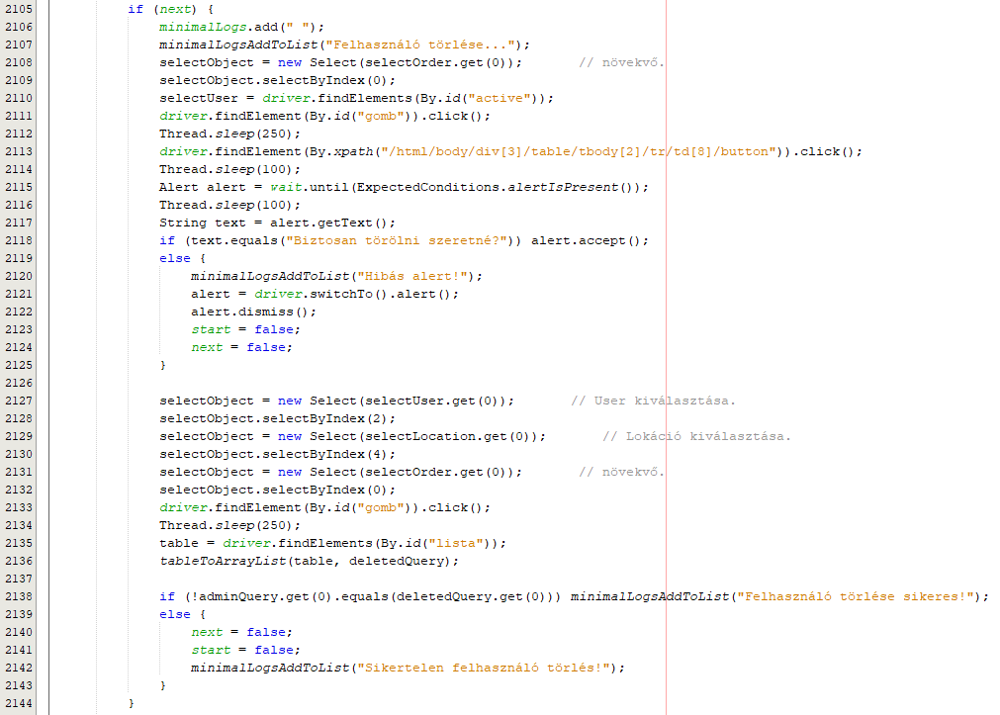 2105 if (next) {
2106 minimalLogs.add(" ");
2107 minimalLogsAddToList("Felhasználó törlése...");
2108 selectObject = new Select(selectOrder.get(0)); // növekvő.
2109 selectObject.selectByIndex(0);
2110 selectUser = driver.findElements(By.id("active"));
2111 driver.findElement(By.id("gomb")).click();
2112 Thread.sleep(250);
2113 driver.findElement(By.xpath("/html/body/div[3]/table/tbody[2]/tr/td[8]/button")).click();
2114 Thread.sleep(100);
2115 Alert alert = wait.until(ExpectedConditions.alertIsPresent());
2116 Thread.sleep(100);
2117 String text = alert.getText();
2118 if (text.equals("Biztosan törölni szeretné?")) alert.accept();
2119 else {
2120 minimalLogsAddToList("Hibás alert!");
2121 alert = driver.switchTo().alert();
2122 alert.dismiss();
2123 start = false;
2124 next = false;
2125 }
2126
2127 selectObject = new Select(selectUser.get(0)); // User kiválasztása.
2128 selectObject.selectByIndex(2);
2129 selectObject = new Select(selectLocation.get(0)); // Lokáció kiválasztása.
2130 selectObject.selectByIndex(4);
2131 selectObject = new Select(selectOrder.get(0)); // növekvő.
2132 selectObject.selectByIndex(0);
2133 driver.findElement(By.id("gomb")).click();
2134 Thread.sleep(250);
2135 table = driver.findElements(By.id("lista"));
2136 tableToArrayList(table, deletedQuery);
2137
2138 if (!adminQuery.get(0).equals(deletedQuery.get(0))) minimalLogsAddToList("Felhasználó törlése sikeres!");
2139 else {
2140 next = false;
2141 start = false;
2142 minimalLogsAddToList("Sikertelen felhasználó törlés!");
2143 }
2144 }